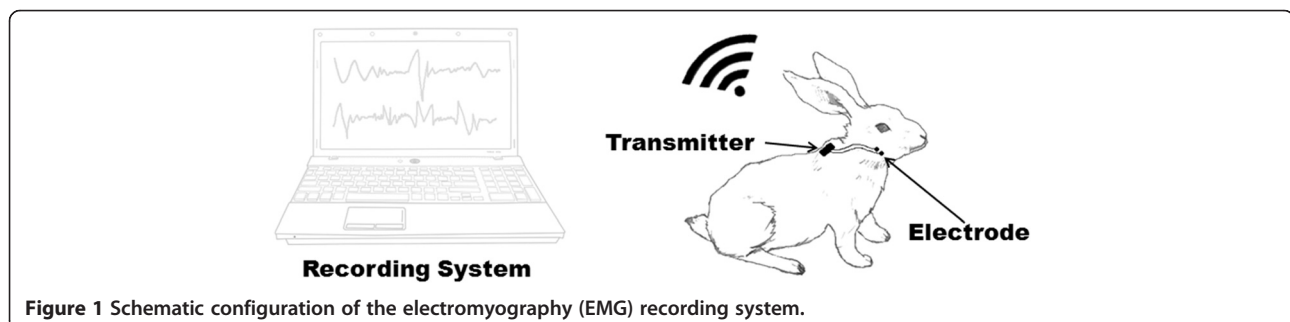 Transmitter
Electrode
Recording System
Figure 1 Schematic configuration of the electromyography (EMG) recording system.